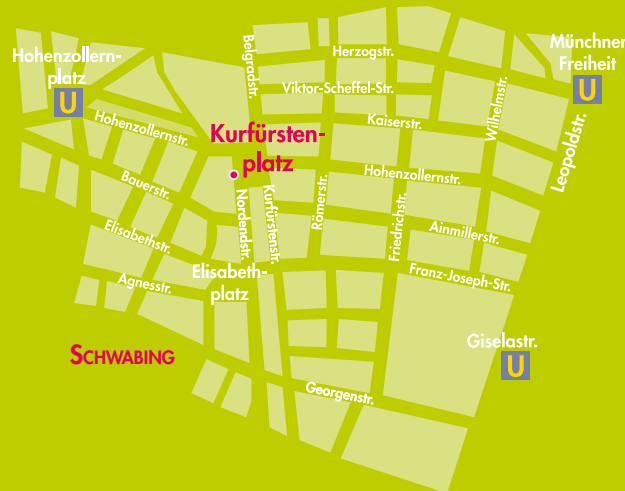 Hohenzollern-
platz
U
Belgradstr.
Herzogstr.
Münchner
Freiheit
U
Viktor-Scheffel-Str.
Wilhelmstr.
Kaiserstr.
Leopoldstr.
Hohenzollernstr.
Kurfürsten-
platz
Hohenzollernstr.
Bauerstr.
Nordendstr.
Kurfürstenstr.
Römerstr.
Friedrichstr.
Ainmillerstr.
Elisabethstr.
Elisabeth-
platz
Franz-Joseph-Str.
Agnesstr.
SCHWABING
Giselastr.
U
Georgenstr.